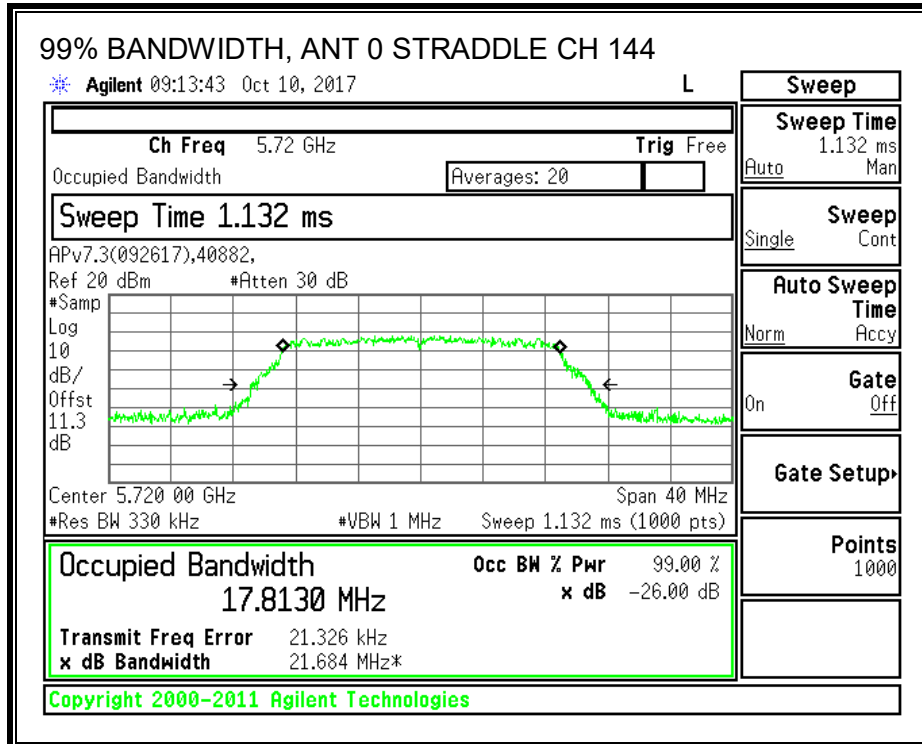 99% BANDWIDTH, ANT 0 STRADDLE CH 144
Agilent 09:13:43 Oct 10, 2017 L
Ch Freq 5.72 GHz Trig Free
Occupied Bandwidth Averages: 20
Sweep Time 1.132 ms
APv7.3(092617),40882,
Ref 20 dBm #Atten 30 dB
#Samp
Log
10
dB/
Offst
11.3
dB
Center 5.720 00 GHz Span 40 MHz
#Res BW 330 kHz #VBW 1 MHz Sweep 1.132 ms (1000 pts)
Occupied Bandwidth Occ BW % Pwr 99.00 %
17.8130 MHz x dB -26.00 dB
Transmit Freq Error 21.326 kHz
x dB Bandwidth 21.684 MHz*
Copyright 2000-2011 Agilent Technologies
Sweep
Sweep Time
1.132 ms
Auto Man
Sweep
Single Cont
Auto Sweep
Time
Norm Accy
Gate
On Off
Gate Setup
Points
1000